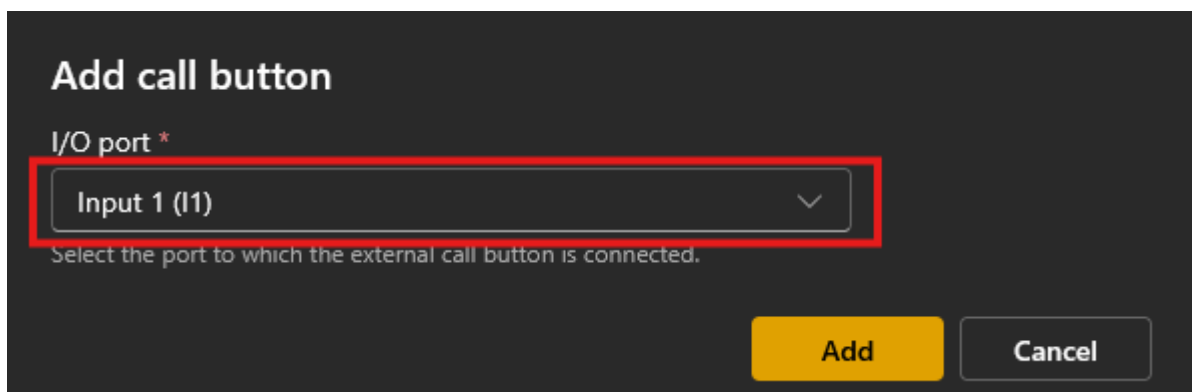 Add call button
I/O port *
Input 1 (I1)
Select the port to which the external call button is connected.
Add
Cancel